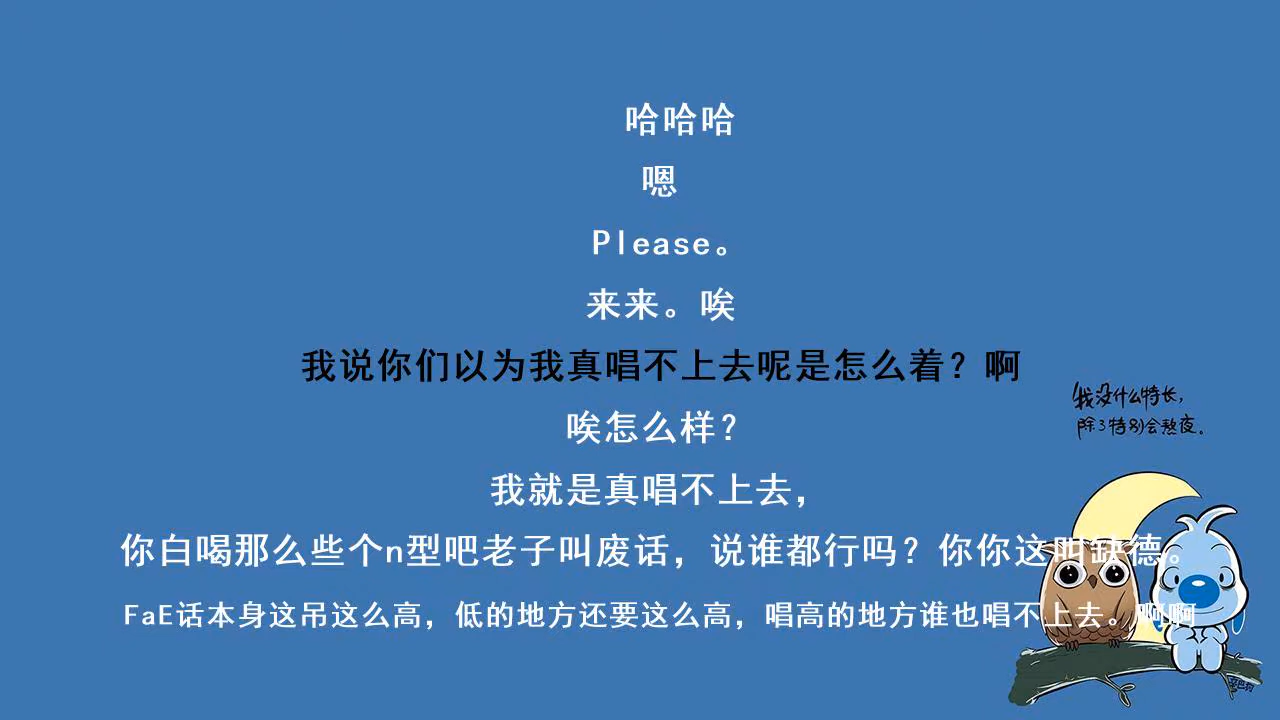 哈哈哈
嗯
Please。
来来。唉
我说你们以为我真唱不上去呢是怎么着？啊
唉怎么样？
我就是真唱不上去，
你白喝那么些个n型吧老子叫废话，说谁都行吗？你你这叫缺德。
FaE话本身这吊这么高，低的地方还要这么高，唱高的地方谁也唱不上去。啊啊
我没什么特长，
除了特别会熬夜。